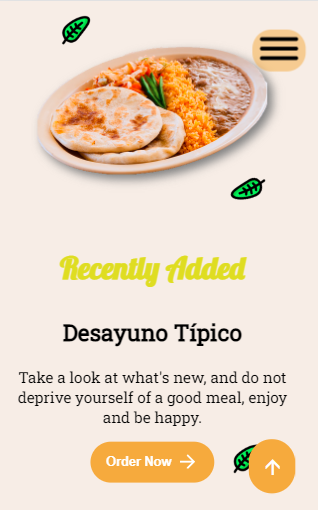 Recently Added
Desayuno Típico
Take a look at what's new, and do not
deprive yourself of a good meal, enjoy
and be happy.
Order Now